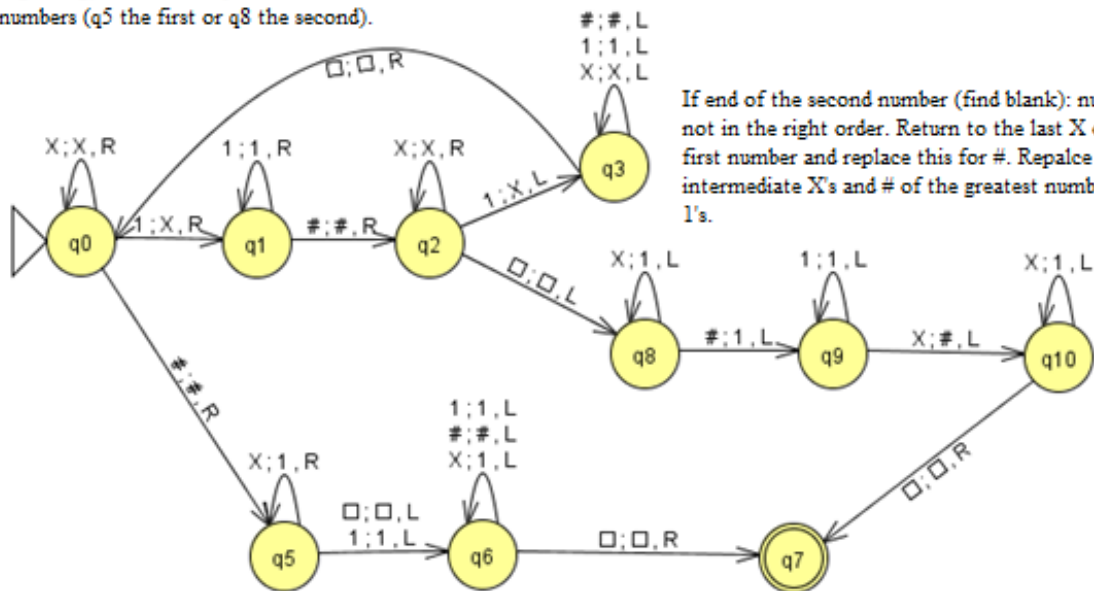 numbers (q5 the first or q8 the second).
#;#,L
1;1,L
X;X,L
□;□,R
If end of the second number (find blank):
not in the right order. Return to the last X
first number and replace this for #. Repalce
intermediate X's and # of the greatest
1's.
X;X,R
1;1,R
X;X,R
q3
1;X,L
q0
1;X,R
q1
#;#,R
q2
□;□,L
X;1,L
1;1,L
X;1,L
q8
#;1,L
q9
X;#,L
q10
#;#,R
1;1,L
#;#,L
X;1,L
X;1,R
□;□,R
□;□,L
1;1,L
q5
q6
□;□,R
q7